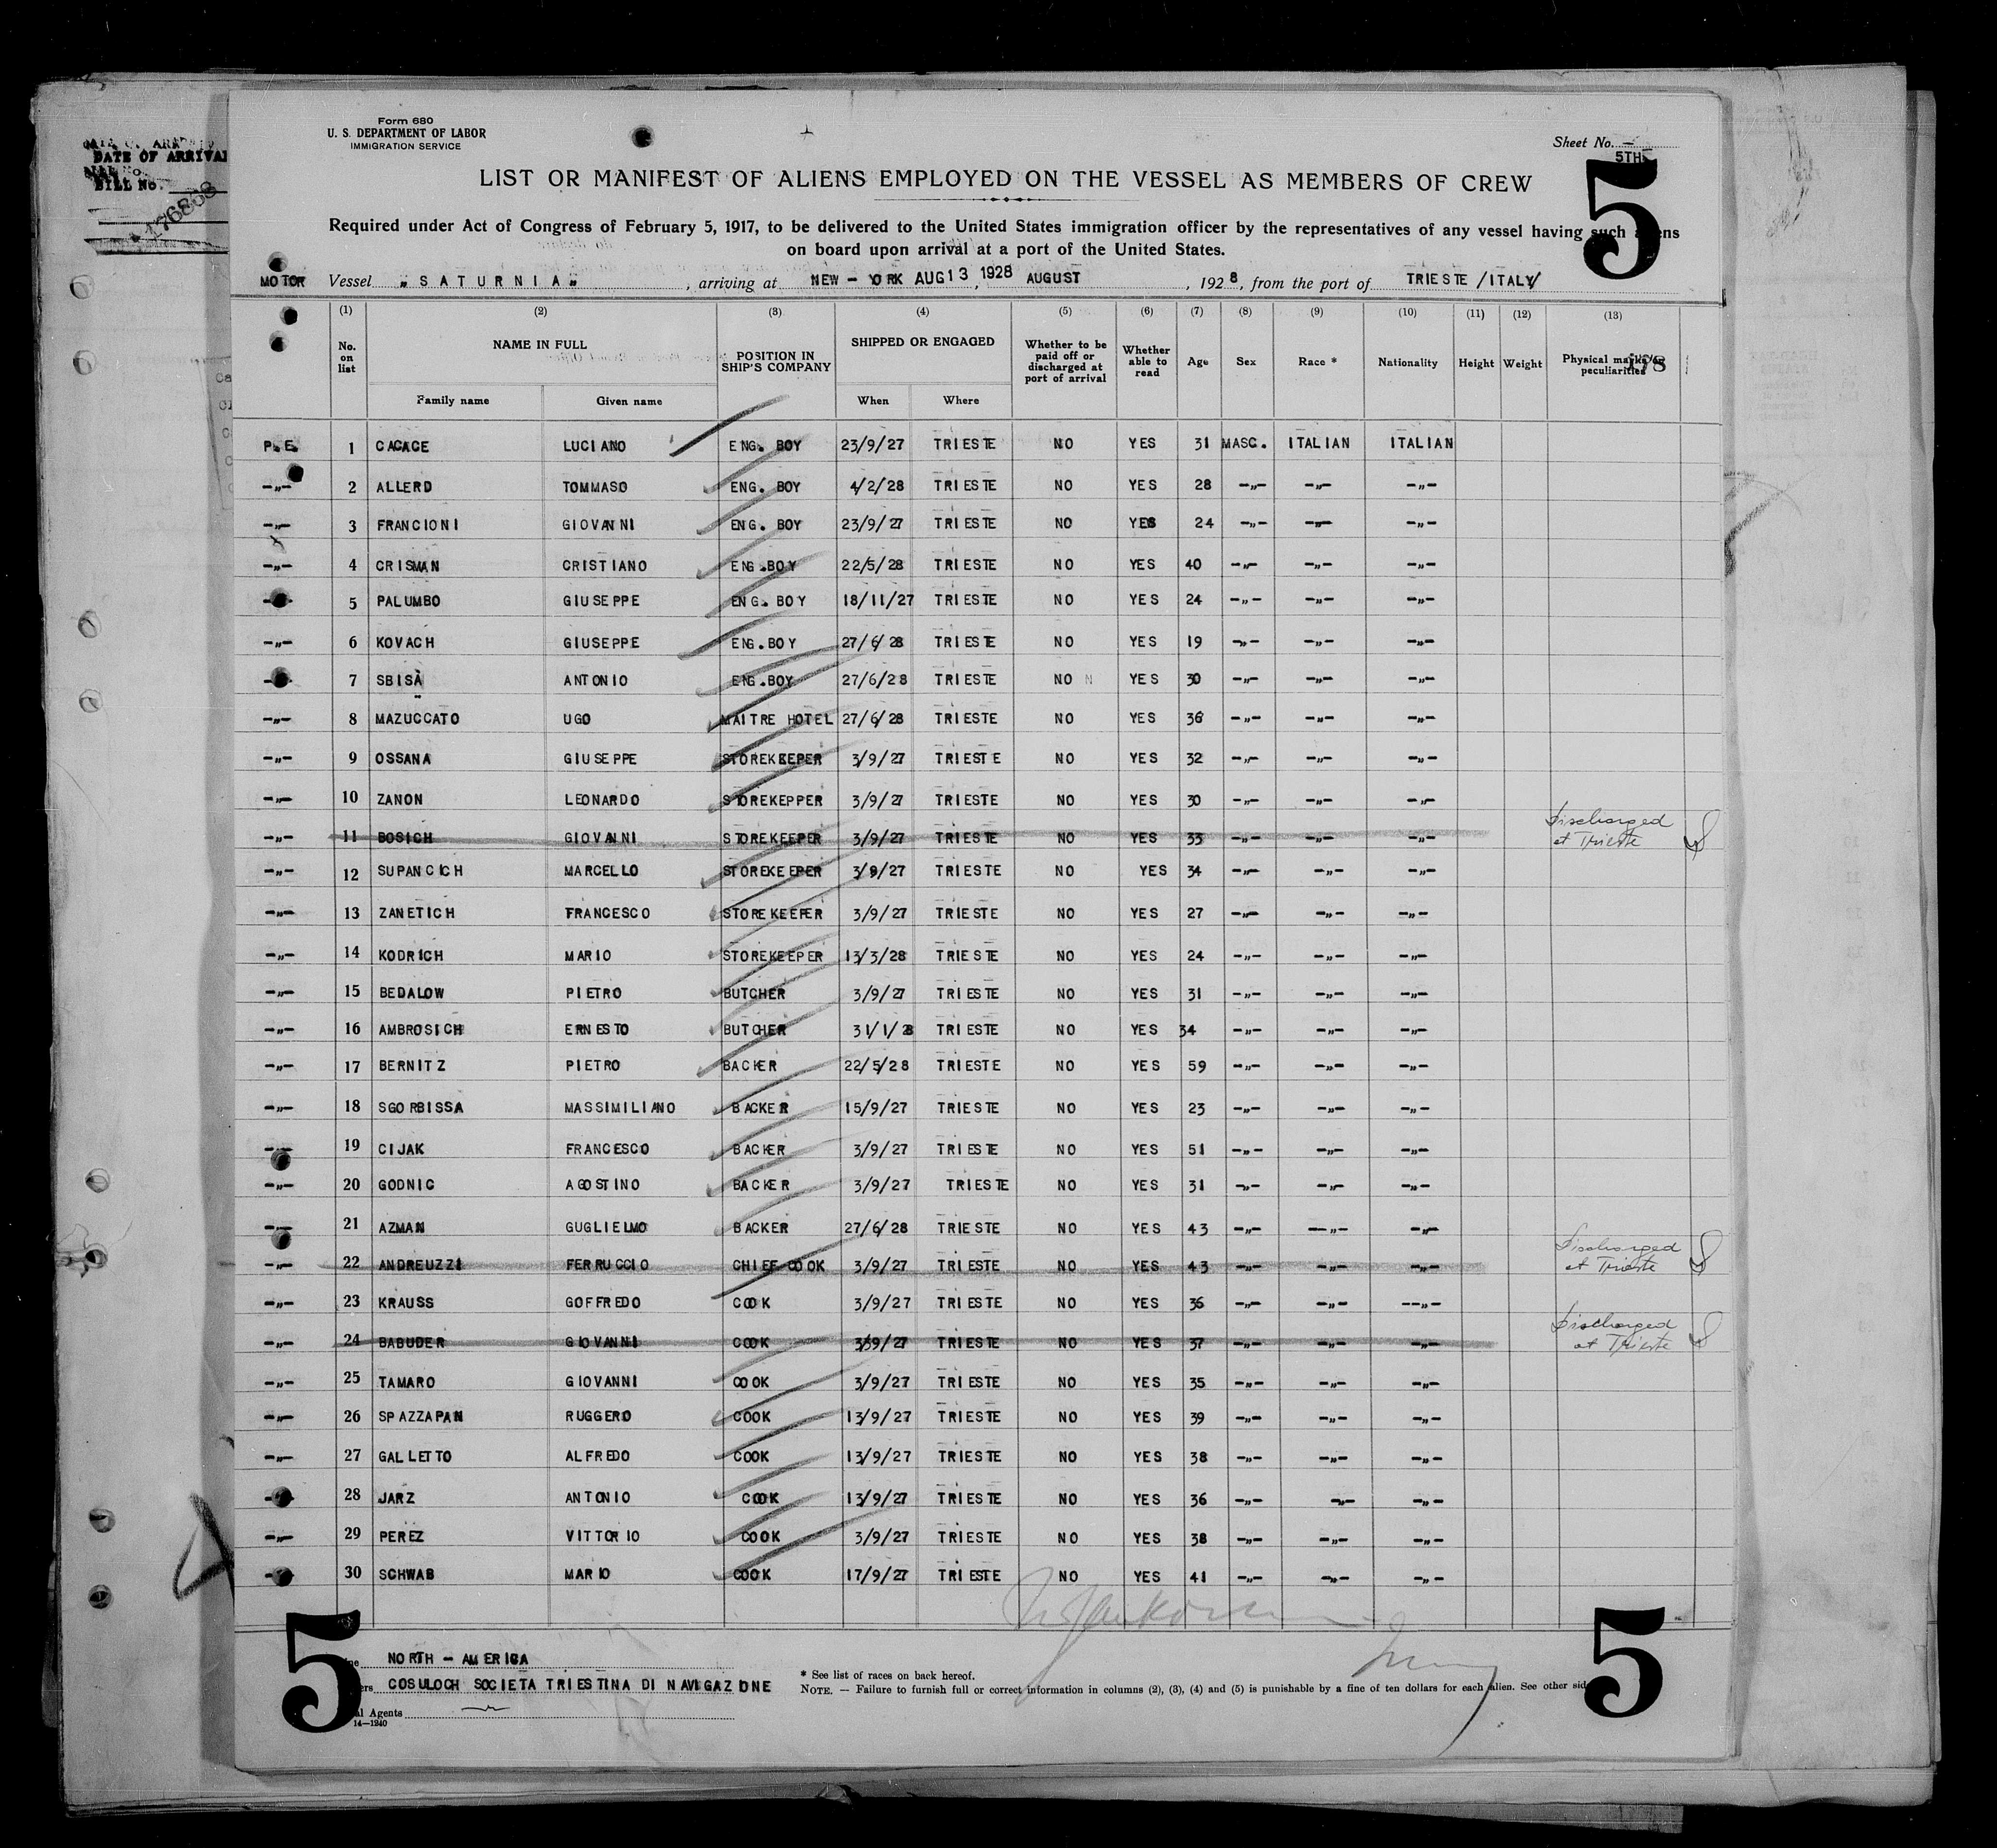 DATE OF ARRIVAL
BILL No.
176868
Form 680
U. S. DEPARTMENT OF LABOR
IMMIGRATION SERVICE
Sheet No. 5TH
5
LIST OR MANIFEST OF ALIENS EMPLOYED ON THE VESSEL AS MEMBERS OF CREW
Required under Act of Congress of February 5, 1917, to be delivered to the United States immigration officer by the representatives of any vessel having such aliens
on board upon arrival at a port of the United States.
MOTOR Vessel "SATURNIA", arriving at NEW-YORK AUG 13 1928, AUGUST, 1928, from the port of TRIESTE /ITALY/
(1) (2) (3) (4) (5) (6) (7) (8) (9) (10) (11) (12) (13)
No. on list NAME IN FULL POSITION IN SHIP'S COMPANY SHIPPED OR ENGAGED Whether to be paid off or discharged at port of arrival Whether able to read Age Sex Race * Nationality Height Weight Physical marks or peculiarities 178
Family name Given name When Where
P.E. 1 CACACE LUCIANO ENG. BOY 23/9/27 TRIESTE NO YES 31 MASC. ITALIAN ITALIAN
-"- 2 ALLERD TOMMASO ENG. BOY 4/2/28 TRIESTE NO YES 28 -"- -"- -"-
-"- 3 FRANCIONI GIOVANNI ENG. BOY 23/9/27 TRIESTE NO YES 24 -"- -"- -"-
-"- 4 CRISMAN CRISTIANO ENG.BOY 22/5/28 TRIESTE NO YES 40 -"- -"- -"-
-"- 5 PALUMBO GIUSEPPE ENG. BOY 18/11/27 TRIESTE NO YES 24 -"- -"- -"-
-"- 6 KOVACH GIUSEPPE ENG.BOY 27/6/28 TRIESTE NO YES 19 -"- -"- -"-
-"- 7 SBISÀ ANTONIO ENG.BOY 27/6/28 TRIESTE NO N YES 30 -"- -"- -"-
-"- 8 MAZUCCATO UGO MAITRE HOTEL 27/6/28 TRIESTE NO YES 36 -"- -"- -"-
-"- 9 OSSANA GIUSEPPE STOREKEEPER 3/9/27 TRIESTE NO YES 32 -"- -"- -"-
-"- 10 ZANON LEONARDO STOREKEPPER 3/9/27 TRIESTE NO YES 30 -"- -"- -"-
-"- 11 BOSICH GIOVANNI STOREKEEPER 3/9/27 TRIESTE NO YES 33 -"- -"- -"- Discharged at Trieste
-"- 12 SUPANCICH MARCELLO STOREKEEPER 3/9/27 TRIESTE NO YES 34 -"- -"- -"-
-"- 13 ZANETICH FRANCESCO STOREKEEPER 3/9/27 TRIESTE NO YES 27 -"- -"- -"-
-"- 14 KODRICH MARIO STOREKEEPER 13/3/28 TRIESTE NO YES 24 -"- -"- -"-
-"- 15 BEDALOW PIETRO BUTCHER 3/9/27 TRIESTE NO YES 31 -"- -"- -"-
-"- 16 AMBROSICH ERNESTO BUTCHER 31/1/28 TRIESTE NO YES 34 -"- -"- -"-
-"- 17 BERNITZ PIETRO BACKER 22/5/28 TRIESTE NO YES 59 -"- -"- -"-
-"- 18 SGORBISSA MASSIMILIANO BACKER 15/9/27 TRIESTE NO YES 23 -"- -"- -"-
-"- 19 CIJAK FRANCESCO BACKER 3/9/27 TRIESTE NO YES 51 -"- -"- -"-
-"- 20 GODNIC AGOSTINO BACKER 3/9/27 TRIESTE NO YES 31 -"- -"- -"-
-"- 21 AZMAN GUGLIELMO BACKER 27/6/28 TRIESTE NO YES 43 -"- -"- -"-
-"- 22 ANDREUZZI FERRUCCIO CHIEF COOK 3/9/27 TRIESTE NO YES 43 -"- -"- -"- Discharged at Trieste
-"- 23 KRAUSS GOFFREDO COOK 3/9/27 TRIESTE NO YES 36 -"- -"- -"-
-"- 24 BABUDER GIOVANNI COOK 3/9/27 TRIESTE NO YES 37 -"- -"- -"- Discharged at Trieste
-"- 25 TAMARO GIOVANNI COOK 3/9/27 TRIESTE NO YES 35 -"- -"- -"-
-"- 26 SPAZZAPAN RUGGERO COOK 13/9/27 TRIESTE NO YES 39 -"- -"- -"-
-"- 27 GALLETTO ALFREDO COOK 13/9/27 TRIESTE NO YES 38 -"- -"- -"-
-"- 28 JARZ ANTONIO COOK 13/9/27 TRIESTE NO YES 36 -"- -"- -"-
-"- 29 PEREZ VITTORIO COOK 3/9/27 TRIESTE NO YES 38 -"- -"- -"-
-"- 30 SCHWAB MARIO COOK 17/9/27 TRIESTE NO YES 41 -"- -"- -"-
5 5
NORTH - AMERICA
COSULOCH SOCIETA TRIESTINA DI NAVIGAZIONE
Agents
14-1240
* See list of races on back hereof.
NOTE. — Failure to furnish full or correct information in columns (2), (3), (4) and (5) is punishable by a fine of ten dollars for each alien. See other sid